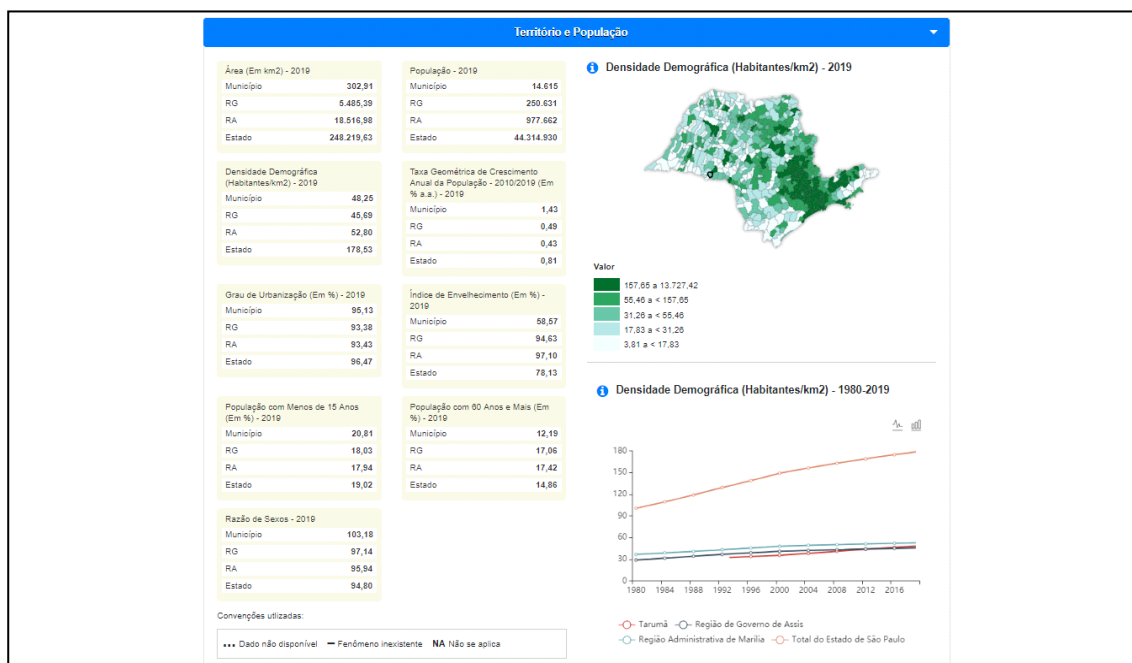 Território e População
Área (Em km2) - 2019
Município 302,91
RG 5.485,39
RA 18.516,98
Estado 248.219,63
População - 2019
Município 14.615
RG 250.631
RA 977.662
Estado 44.314.930
Densidade Demográfica
(Habitantes/km2) - 2019
Município 48,25
RG 45,69
RA 52,80
Estado 178,53
Taxa Geométrica de Crescimento
Anual da População - 2010/2019 (Em
% a.a.) - 2019
Município 1,43
RG 0,49
RA 0,43
Estado 0,81
Grau de Urbanização (Em %) - 2019
Município 95,13
RG 93,38
RA 93,43
Estado 96,47
Índice de Envelhecimento (Em %) -
2019
Município 58,57
RG 94,63
RA 97,10
Estado 78,13
População com Menos de 15 Anos
(Em %) - 2019
Município 20,81
RG 18,03
RA 17,94
Estado 19,02
População com 60 Anos e Mais (Em
%) - 2019
Município 12,19
RG 17,06
RA 17,42
Estado 14,86
Razão de Sexos - 2019
Município 103,18
RG 97,14
RA 95,94
Estado 94,80
Convenções utlizadas:
... Dado não disponível — Fenômeno inexistente NA Não se aplica
Densidade Demográfica (Habitantes/km2) - 2019
Valor
157,65 a 13.727,42
55,46 a < 157,65
31,26 a < 55,46
17,83 a < 31,26
3,81 a < 17,83
Densidade Demográfica (Habitantes/km2) - 1980-2019
180
150
120
90
60
30
0
1980 1984 1988 1992 1996 2000 2004 2008 2012 2016
Tarumã Região de Governo de Assis
Região Administrativa de Marília Total do Estado de São Paulo